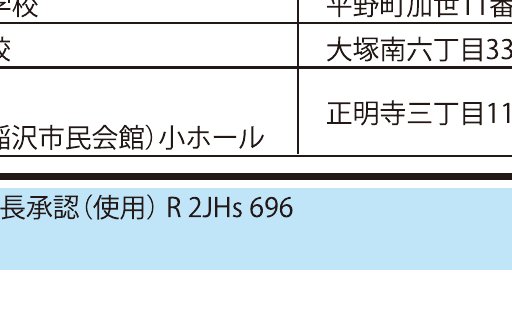 学校
平野町加世11番
校
大塚南六丁目33
正明寺三丁目11
稲沢市民会館）小ホール
長承認（使用） R 2JHs 696